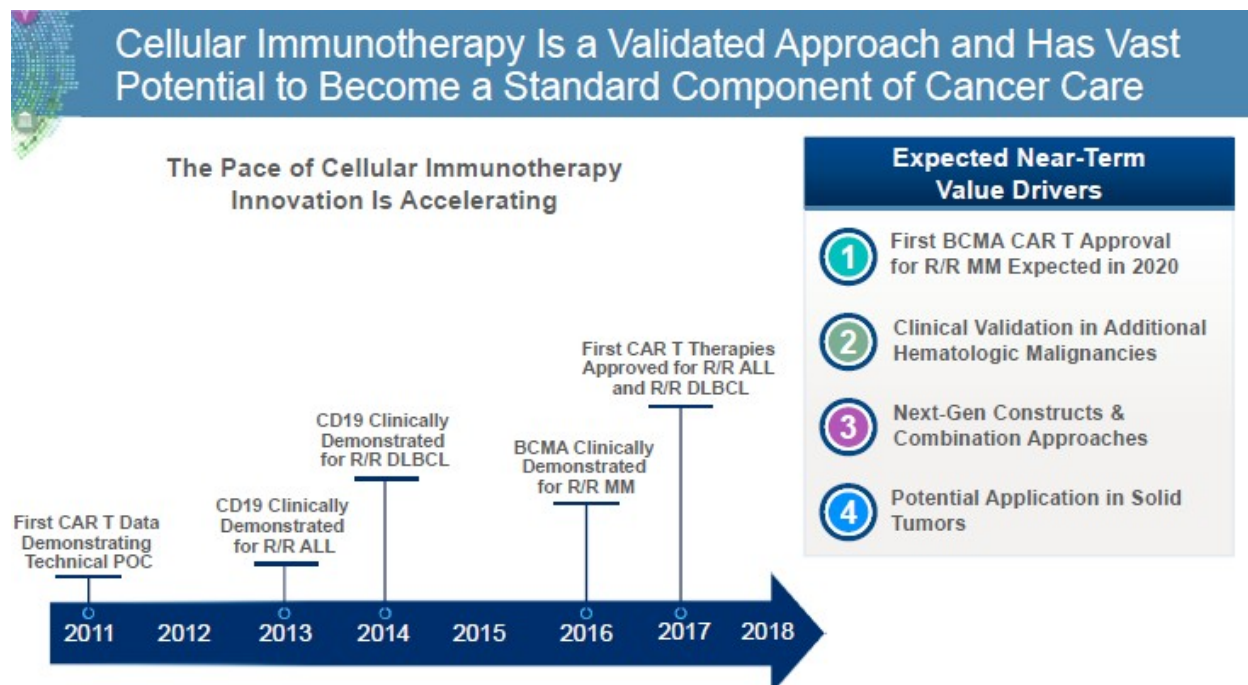 Cellular Immunotherapy Is a Validated Approach and Has Vast
Potential to Become a Standard Component of Cancer Care
The Pace of Cellular Immunotherapy
Innovation Is Accelerating
First CAR T Data
Demonstrating
Technical POC
CD19 Clinically
Demonstrated
for R/R ALL
CD19 Clinically
Demonstrated
for R/R DLBCL
BCMA Clinically
Demonstrated
for R/R MM
First CAR T Therapies
Approved for R/R ALL
and R/R DLBCL
2011 2012 2013 2014 2015 2016 2017 2018
Expected Near-Term
Value Drivers
1 First BCMA CAR T Approval
for R/R MM Expected in 2020
2 Clinical Validation in Additional
Hematologic Malignancies
3 Next-Gen Constructs &
Combination Approaches
4 Potential Application in Solid
Tumors